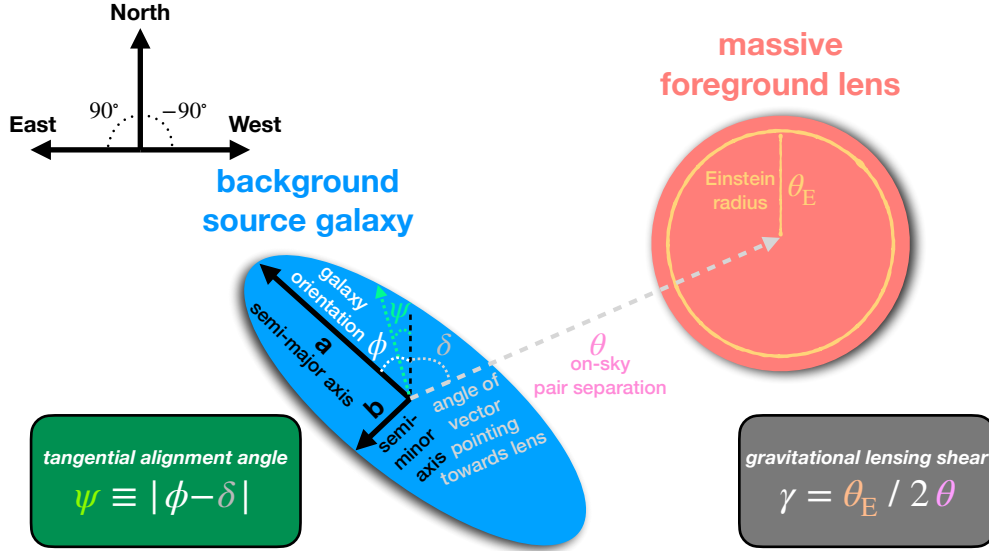 North
90°
−90°
East
West
massive
foreground lens
Einstein
radius
θE
background
source galaxy
galaxy
orientation
ψ
ϕ
δ
a
semi-major axis
b
semi-
minor
axis
angle of
vector
pointing
towards lens
θ
on-sky
pair separation
tangential alignment angle
ψ ≡ |ϕ−δ|
gravitational lensing shear
γ = θE / 2 θ